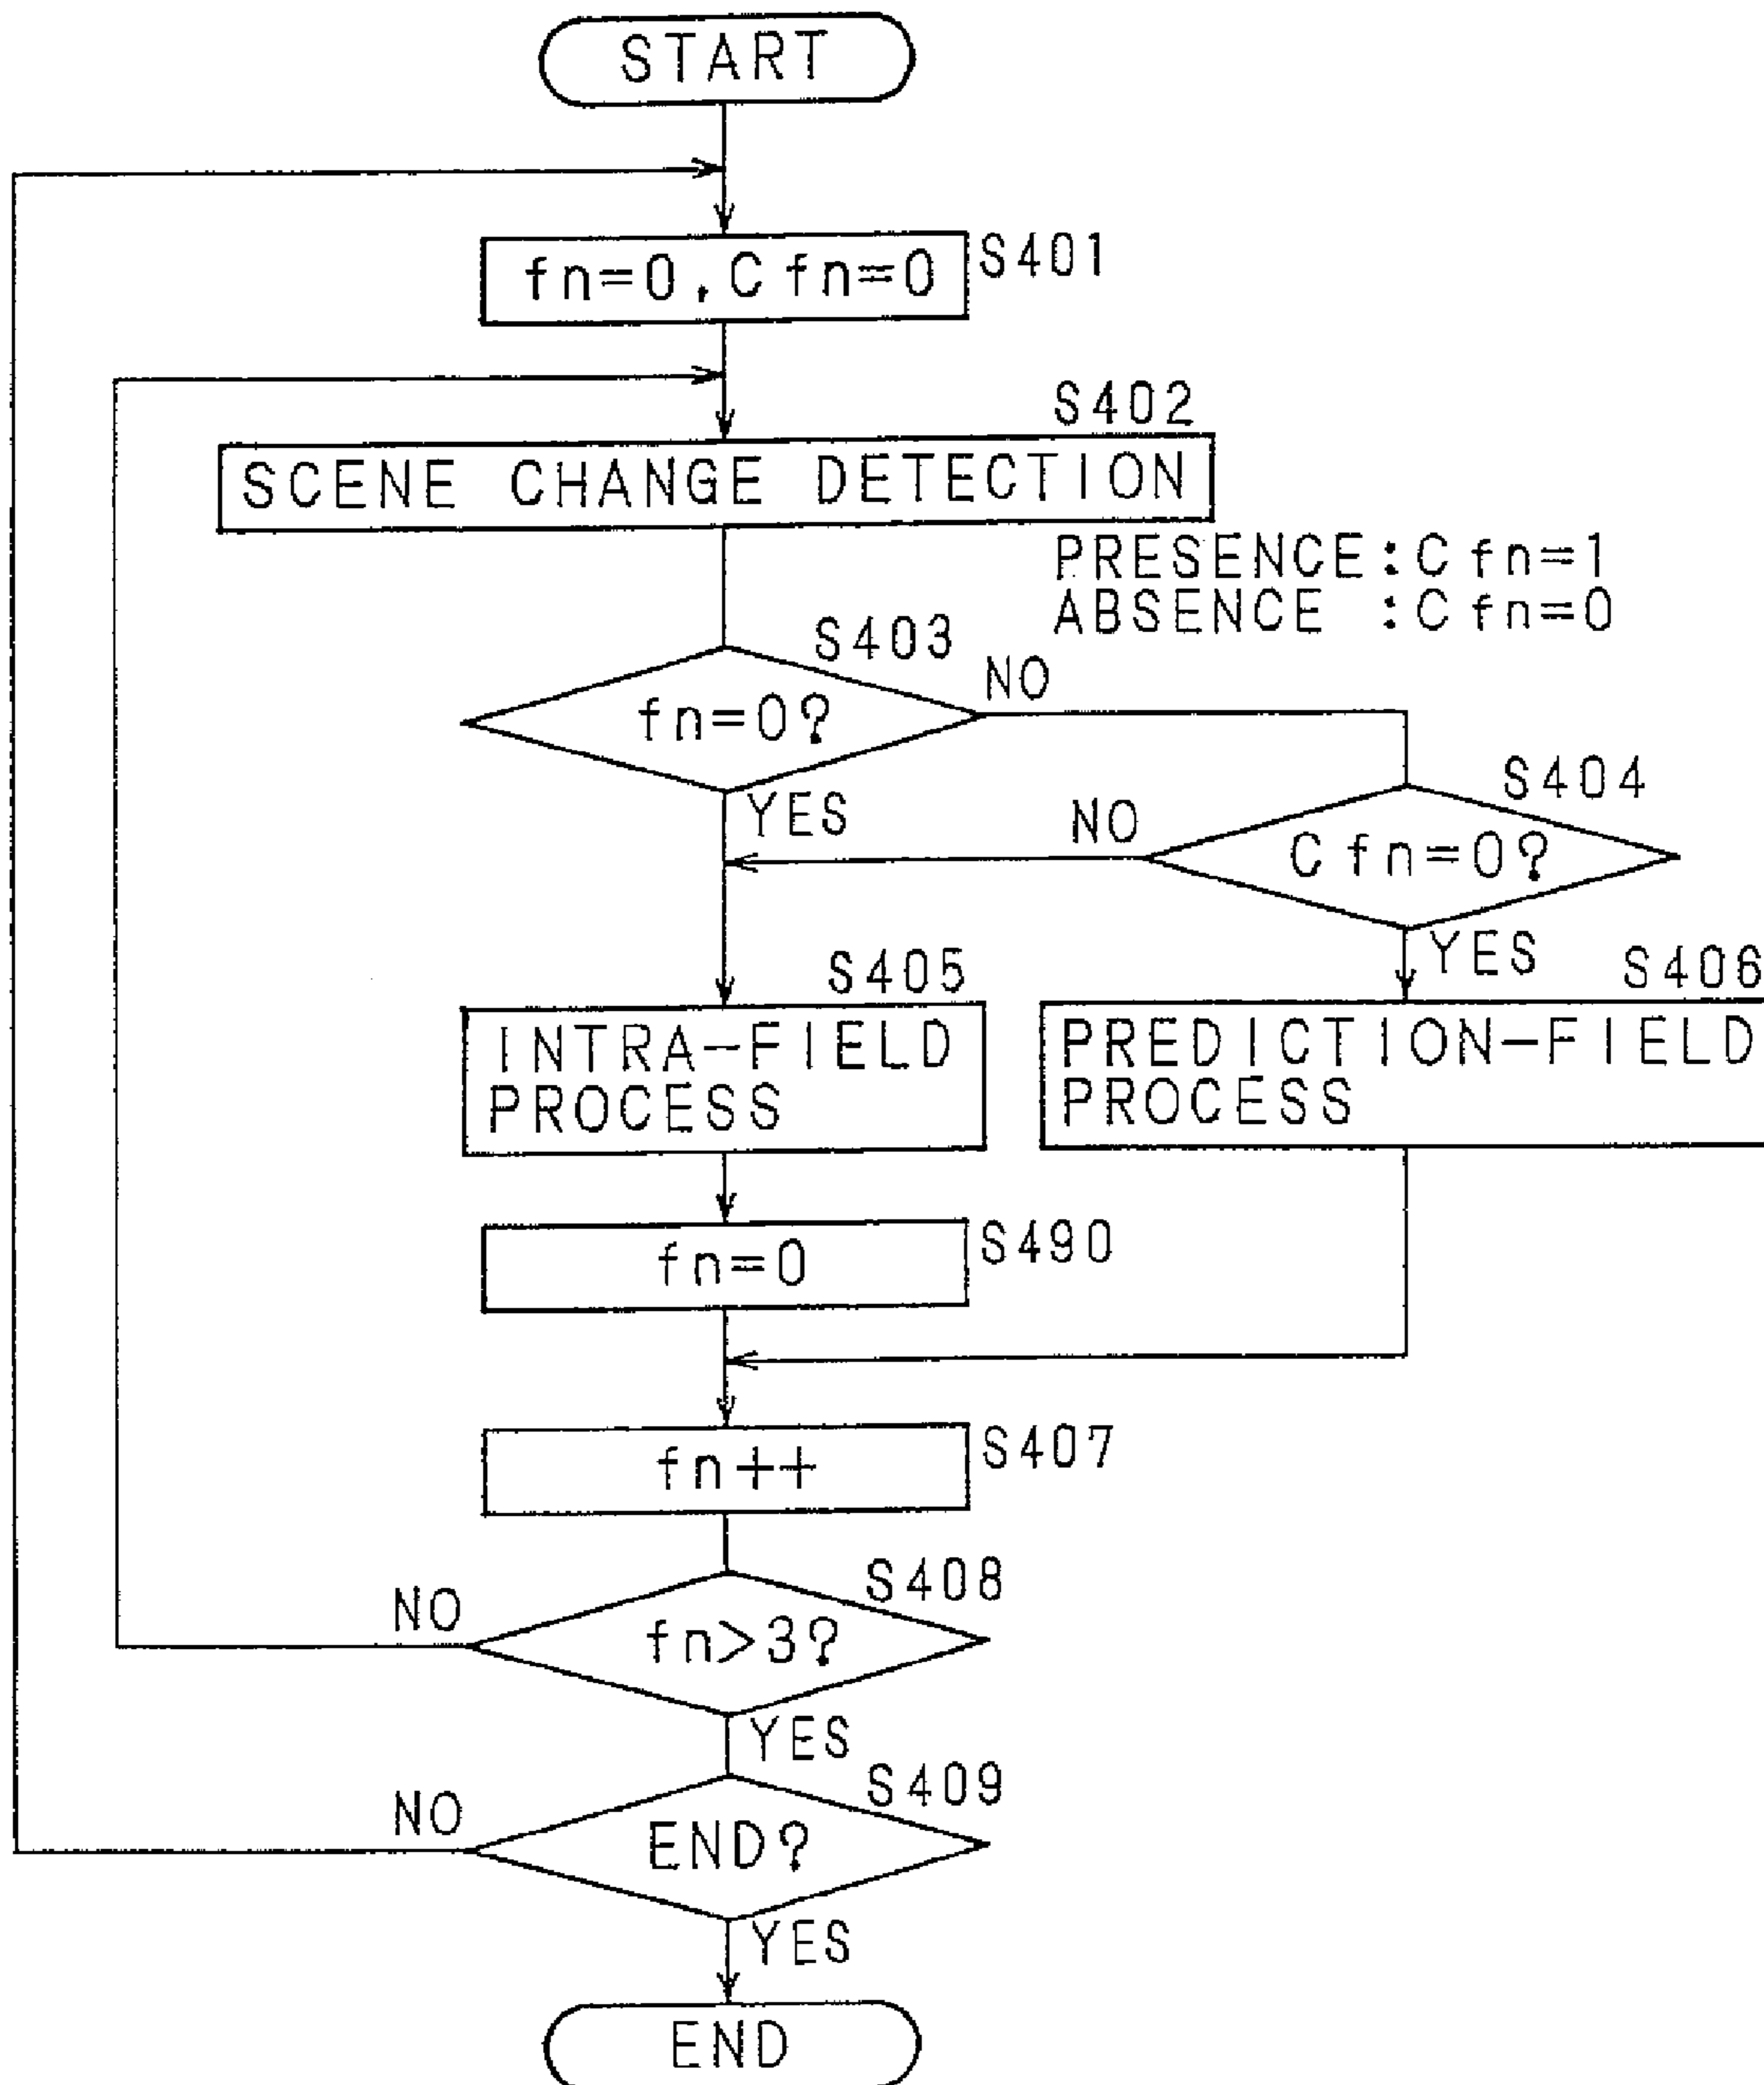 START
fn=0, Cfn=0
S401
S402
SCENE CHANGE DETECTION
PRESENCE:Cfn=1
ABSENCE :Cfn=0
S403
fn=0?
NO
YES
S404
Cfn=0?
NO
YES
S405
INTRA-FIELD
PROCESS
S406
PREDICTION-FIELD
PROCESS
fn=0
S490
fn++
S407
S408
fn>3?
NO
YES
S409
END?
NO
YES
END